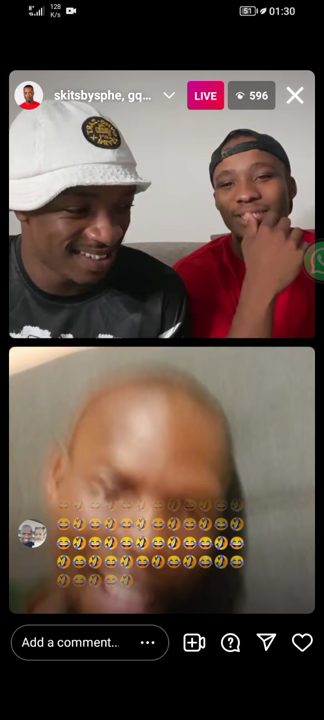 128
K/s
51
01:30
skitsbysphe, gq...
LIVE
596
Add a comment..